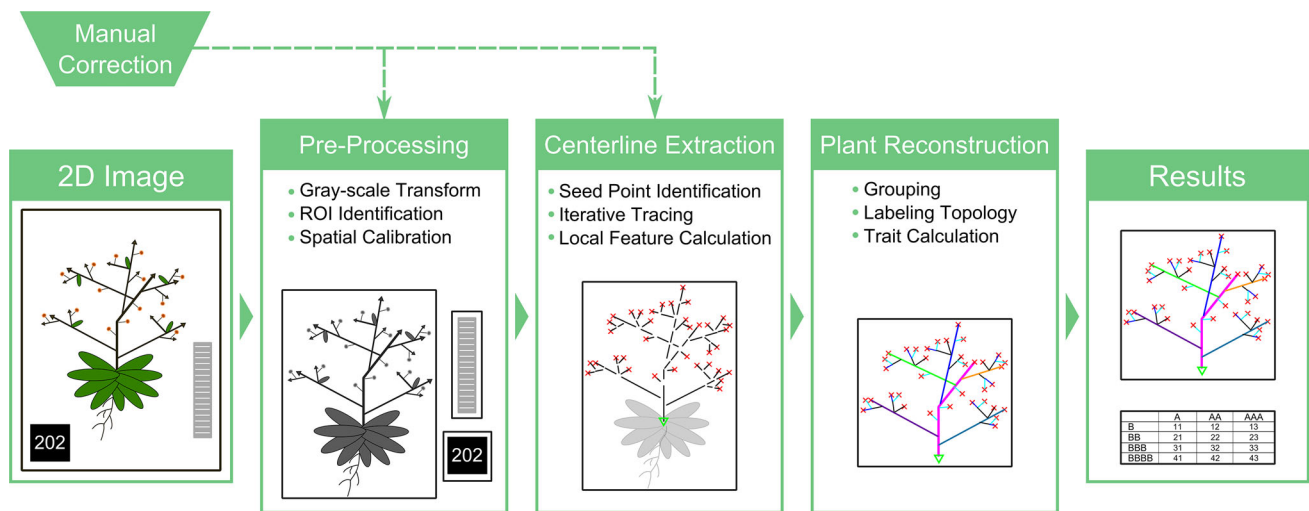 Manual
Correction
2D Image
202
Pre-Processing
• Gray-scale Transform
• ROI Identification
• Spatial Calibration
202
Centerline Extraction
• Seed Point Identification
• Iterative Tracing
• Local Feature Calculation
Plant Reconstruction
• Grouping
• Labeling Topology
• Trait Calculation
Results
A AA AAA
B 11 12 13
BB 21 22 23
BBB 31 32 33
BBBB 41 42 43